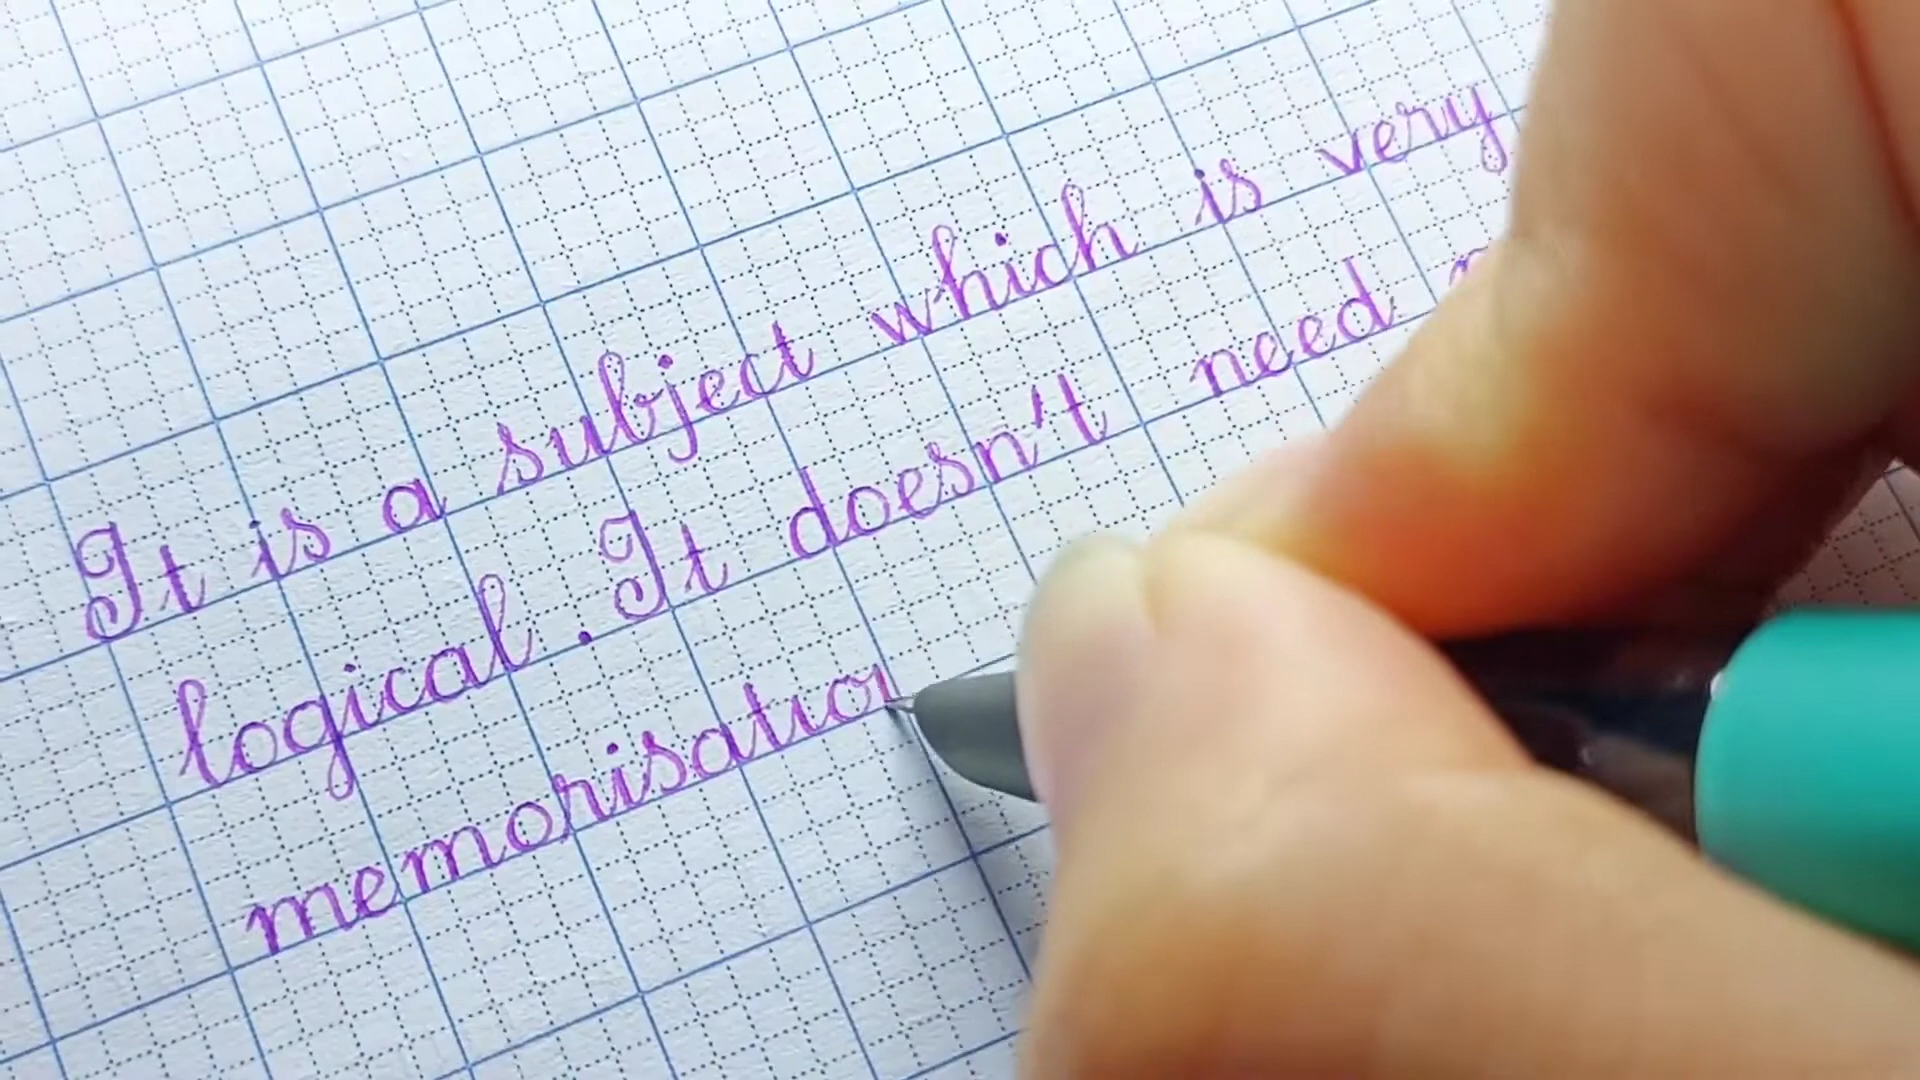 It is a subject which is very
logical. It doesn't need
memorisation